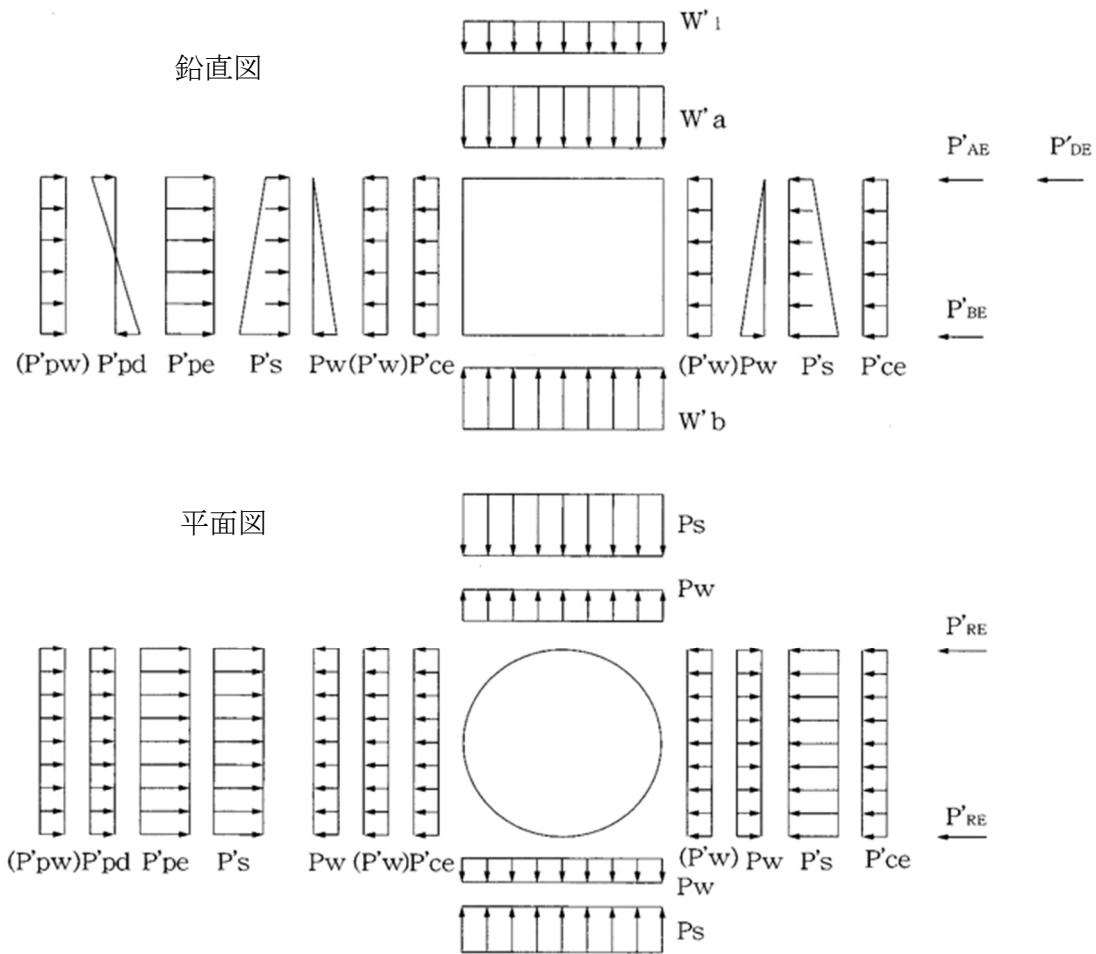 W'1
鉛直図
W'a
P'AE P'DE
P'BE
(P'pw) P'pd P'pe P's Pw (P'w) P'ce (P'w) Pw P's P'ce
W'b
平面図
Ps
Pw
P'RE
P'RE
(P'pw) P'pd P'pe P's Pw (P'w) P'ce (P'w) Pw P's P'ce
Pw
Ps